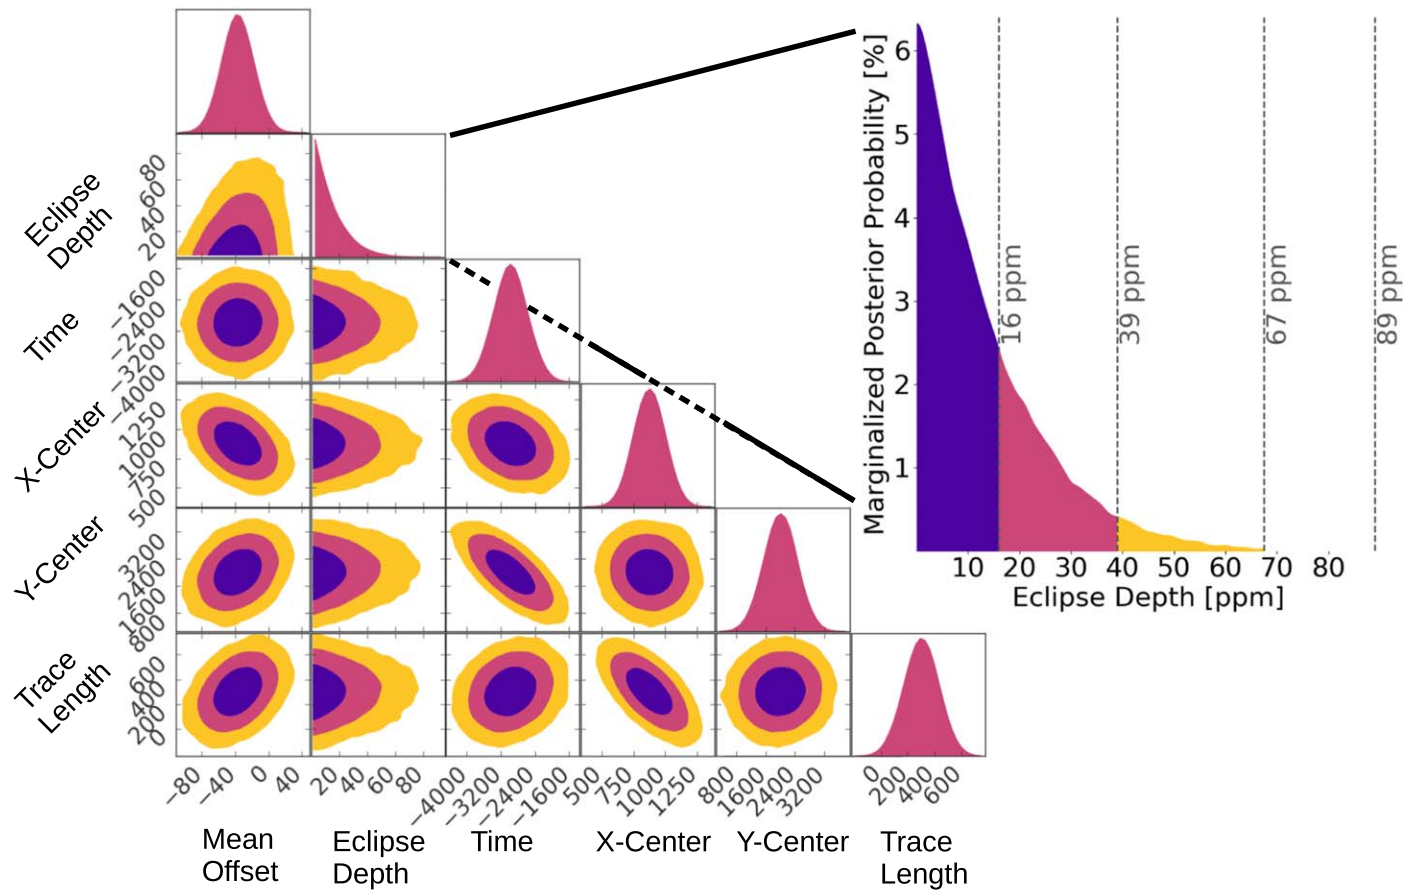 Eclipse
Depth
80
60
40
20
Time
−1600
−2400
−3200
−4000
X-Center
1250
1000
750
500
Y-Center
3200
2400
1600
800
Trace
Length
600
400
200
0
−80 −40 0 40
20 40 60 80
−4000 −3200 −2400 −1600
500 750 1000 1250
800 1600 2400 3200
0 200 400 600
Mean
Offset
Eclipse
Depth
Time
X-Center
Y-Center
Trace
Length
Marginalized Posterior Probability [%]
6
5
4
3
2
1
16 ppm
39 ppm
67 ppm
89 ppm
10 20 30 40 50 60 70 80
Eclipse Depth [ppm]